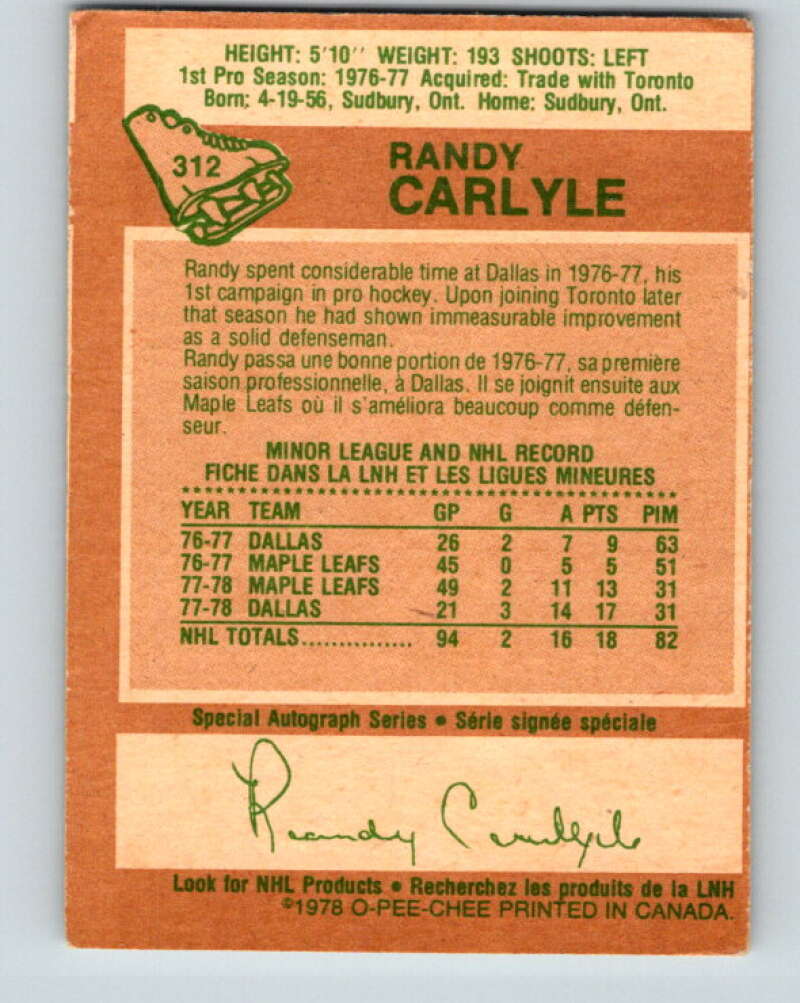 HEIGHT: 5'10'' WEIGHT: 193 SHOOTS: LEFT
1st Pro Season: 1976-77 Acquired: Trade with Toronto
Born: 4-19-56, Sudbury, Ont. Home: Sudbury, Ont.
312
RANDY
CARLYLE
Randy spent considerable time at Dallas in 1976-77, his
1st campaign in pro hockey. Upon joining Toronto later
that season he had shown immeasurable improvement
as a solid defenseman.
Randy passa une bonne portion de 1976-77, sa première
saison professionnelle, à Dallas. Il se joignit ensuite aux
Maple Leafs où il s'améliora beaucoup comme défen-
seur.
MINOR LEAGUE AND NHL RECORD
FICHE DANS LA LNH ET LES LIGUES MINEURES
YEAR TEAM GP G A PTS PIM
76-77 DALLAS 26 2 7 9 63
76-77 MAPLE LEAFS 45 0 5 5 51
77-78 MAPLE LEAFS 49 2 11 13 31
77-78 DALLAS 21 3 14 17 31
NHL TOTALS............... 94 2 16 18 82
Special Autograph Series • Série signée spéciale
Randy Carlyle
Look for NHL Products • Recherchez les produits de la LNH
©1978 O-PEE-CHEE PRINTED IN CANADA.